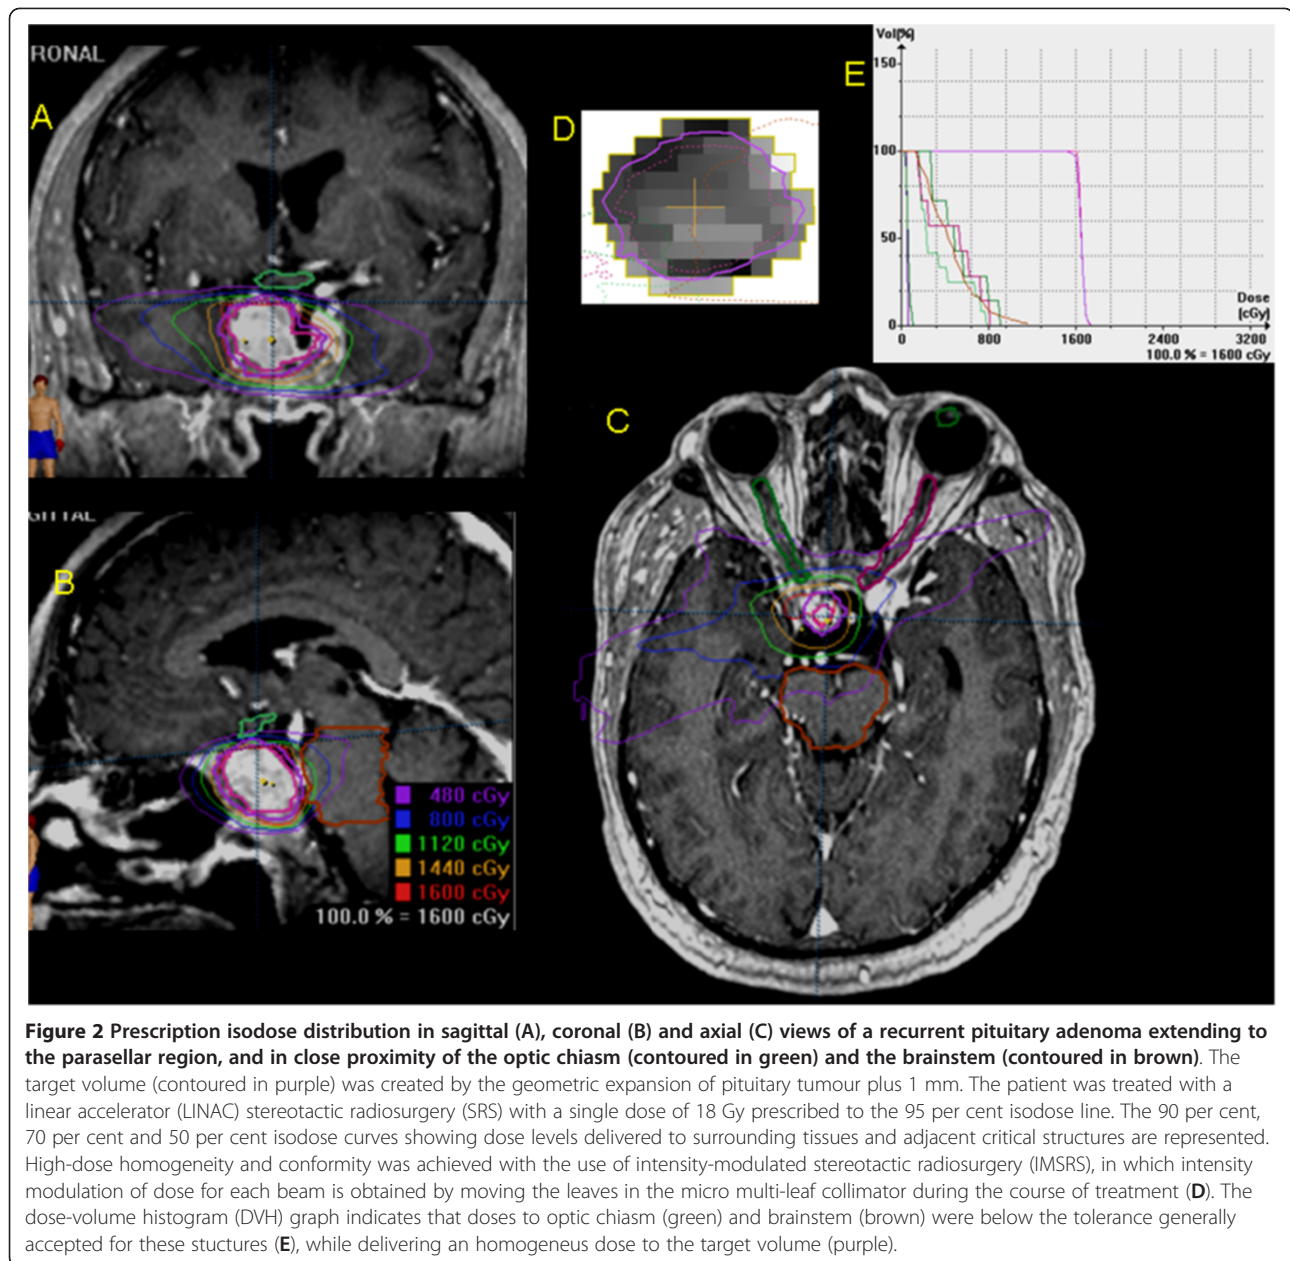 RONAL
A
D
E
Vol[%]
150
100
50
0
Dose
[cGy]
0 800 1600 2400 3200
100.0 % = 1600 cGy
C
GITTAL
B
480 cGy
800 cGy
1120 cGy
1440 cGy
1600 cGy
100.0 % = 1600 cGy
Figure 2 Prescription isodose distribution in sagittal (A), coronal (B) and axial (C) views of a recurrent pituitary adenoma extending to
the parasellar region, and in close proximity of the optic chiasm (contoured in green) and the brainstem (contoured in brown). The
target volume (contoured in purple) was created by the geometric expansion of pituitary tumour plus 1 mm. The patient was treated with a
linear accelerator (LINAC) stereotactic radiosurgery (SRS) with a single dose of 18 Gy prescribed to the 95 per cent isodose line. The 90 per cent,
70 per cent and 50 per cent isodose curves showing dose levels delivered to surrounding tissues and adjacent critical structures are represented.
High-dose homogeneity and conformity was achieved with the use of intensity-modulated stereotactic radiosurgery (IMSRS), in which intensity
modulation of dose for each beam is obtained by moving the leaves in the micro multi-leaf collimator during the course of treatment (D). The
dose-volume histogram (DVH) graph indicates that doses to optic chiasm (green) and brainstem (brown) were below the tolerance generally
accepted for these stuctures (E), while delivering an homogeneus dose to the target volume (purple).